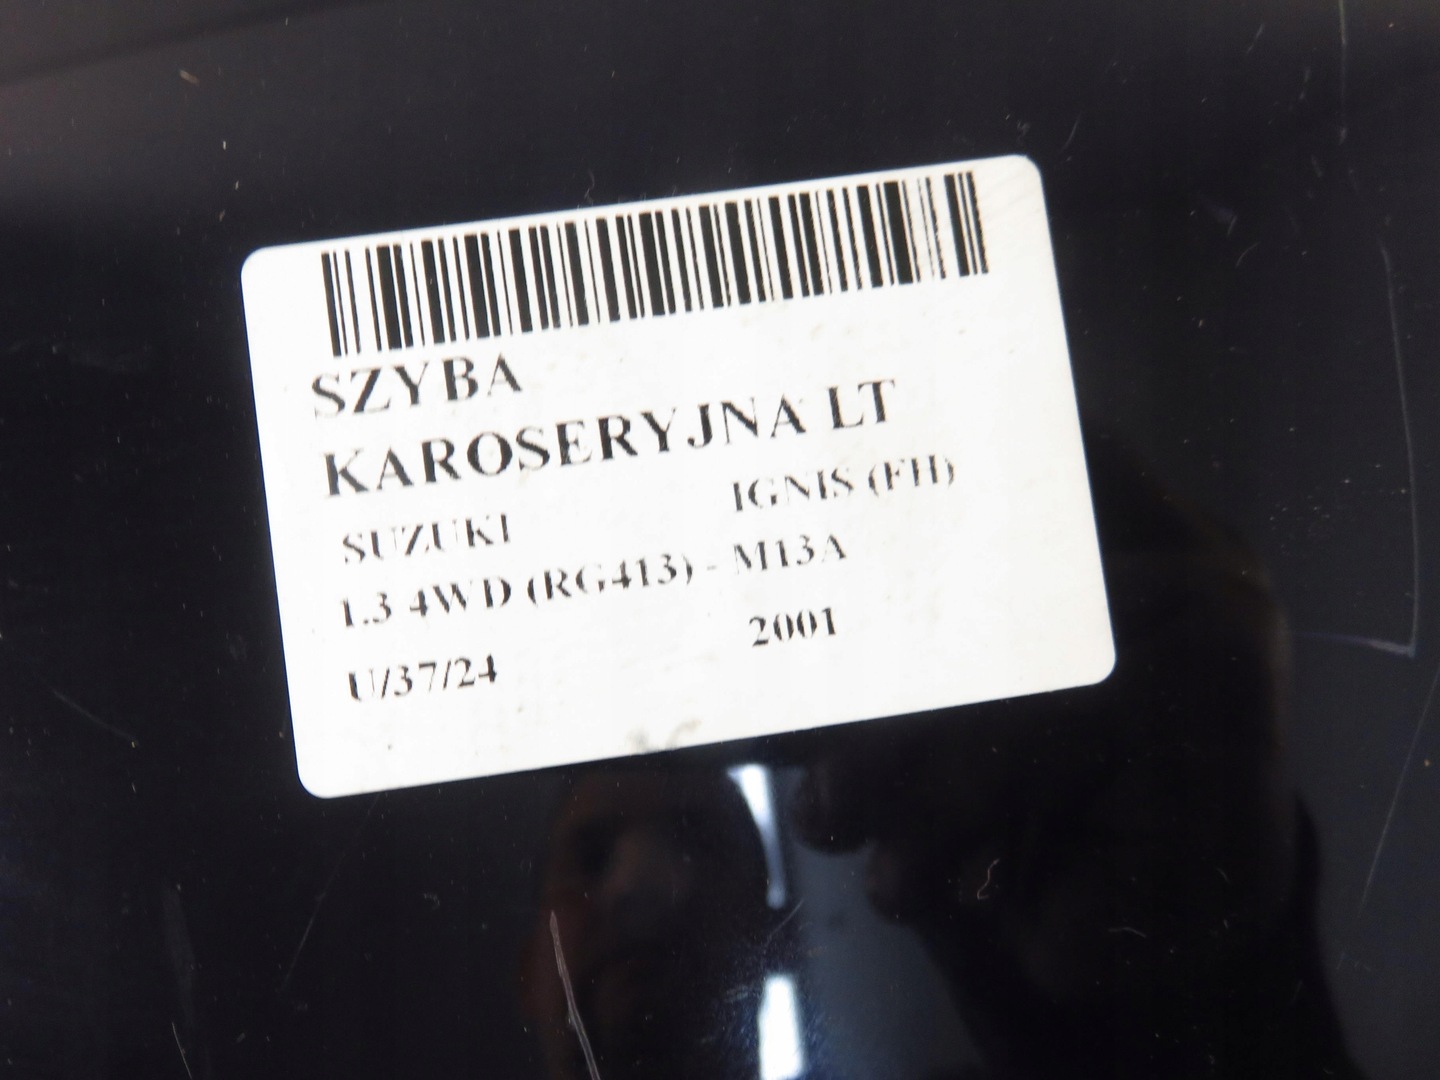 SZYBA
KAROSERYJNA LT
SUZUKI IGNIS (FH)
1.3 4WD (RG413) - M13A
U/37/24 2001